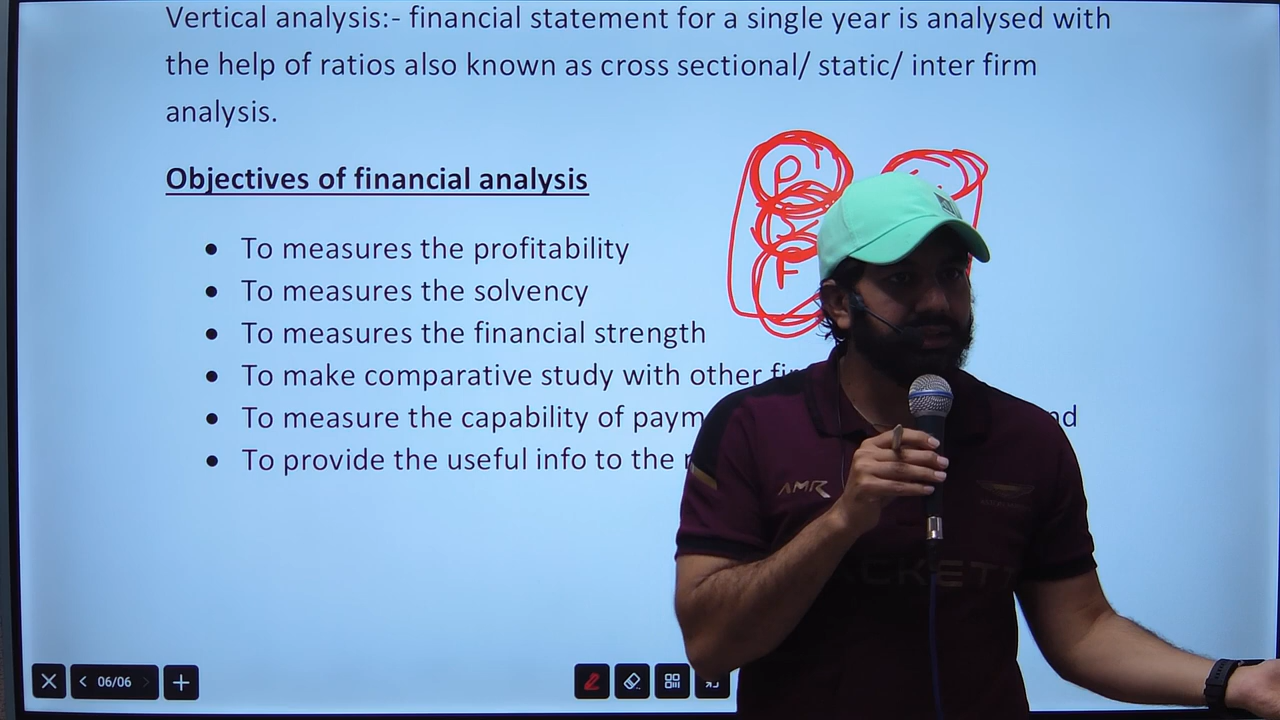 Vertical analysis:- financial statement for a single year is analysed with
the help of ratios also known as cross sectional/ static/ inter firm
analysis.
Objectives of financial analysis
• To measures the profitability
• To measures the solvency
• To measures the financial strength
• To make comparative study with other
• To measure the capability of
• To provide the useful info to the
P
F
AMR
06/06